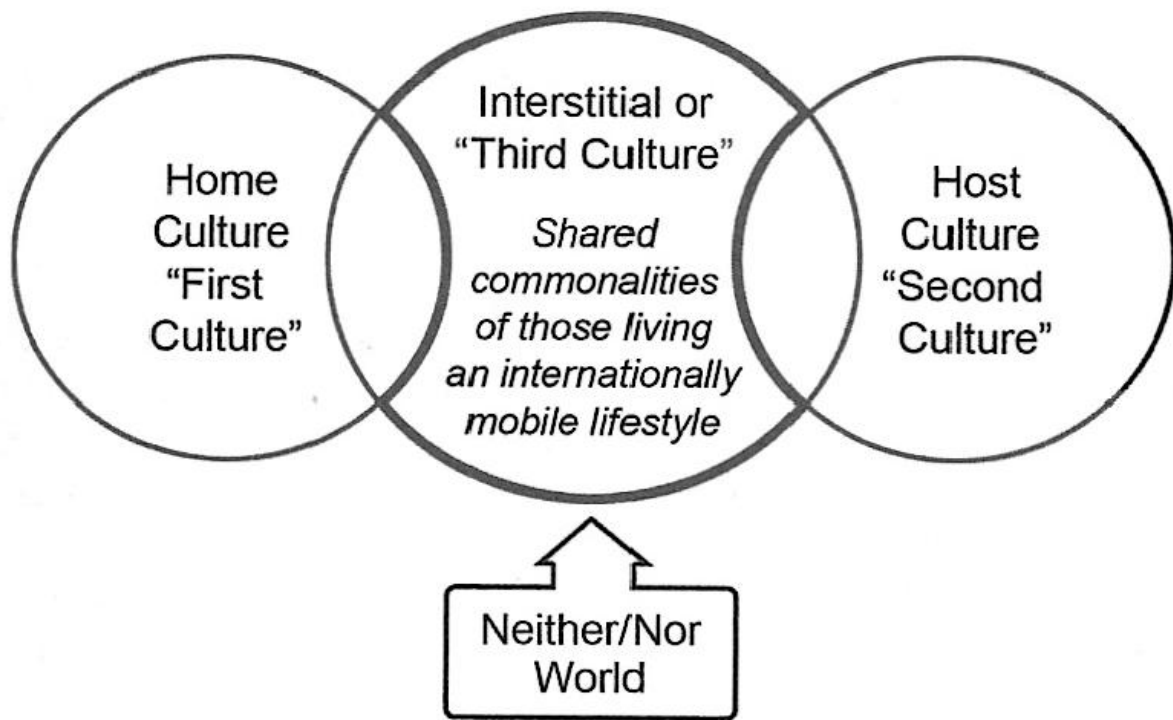 Home
Culture
“First
Culture”
Interstitial or
“Third Culture”
Shared
commonalities
of those living
an internationally
mobile lifestyle
Host
Culture
“Second
Culture”
Neither/Nor
World